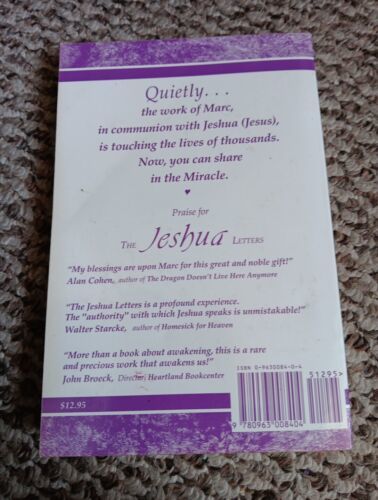 Quietly. . .
the work of Marc,
in communion with Jeshua (Jesus),
is touching the lives of thousands.
Now, you can share
in the Miracle.
Praise for
THE Jeshua LETTERS
"My blessings are upon Marc for this great and noble gift!"
Alan Cohen, author of The Dragon Doesn't Live Here Anymore
"The Jeshua Letters is a profound experience.
The "authority" with which Jeshua speaks is unmistakable!"
Walter Starcke, author of Homesick for Heaven
"More than a book about awakening, this is a rare
and precious work that awakens us!"
John Broeck, Director, Heartland Bookcenter
$12.95
ISBN 0-9630084-0-4
51295>
9 780963 008404